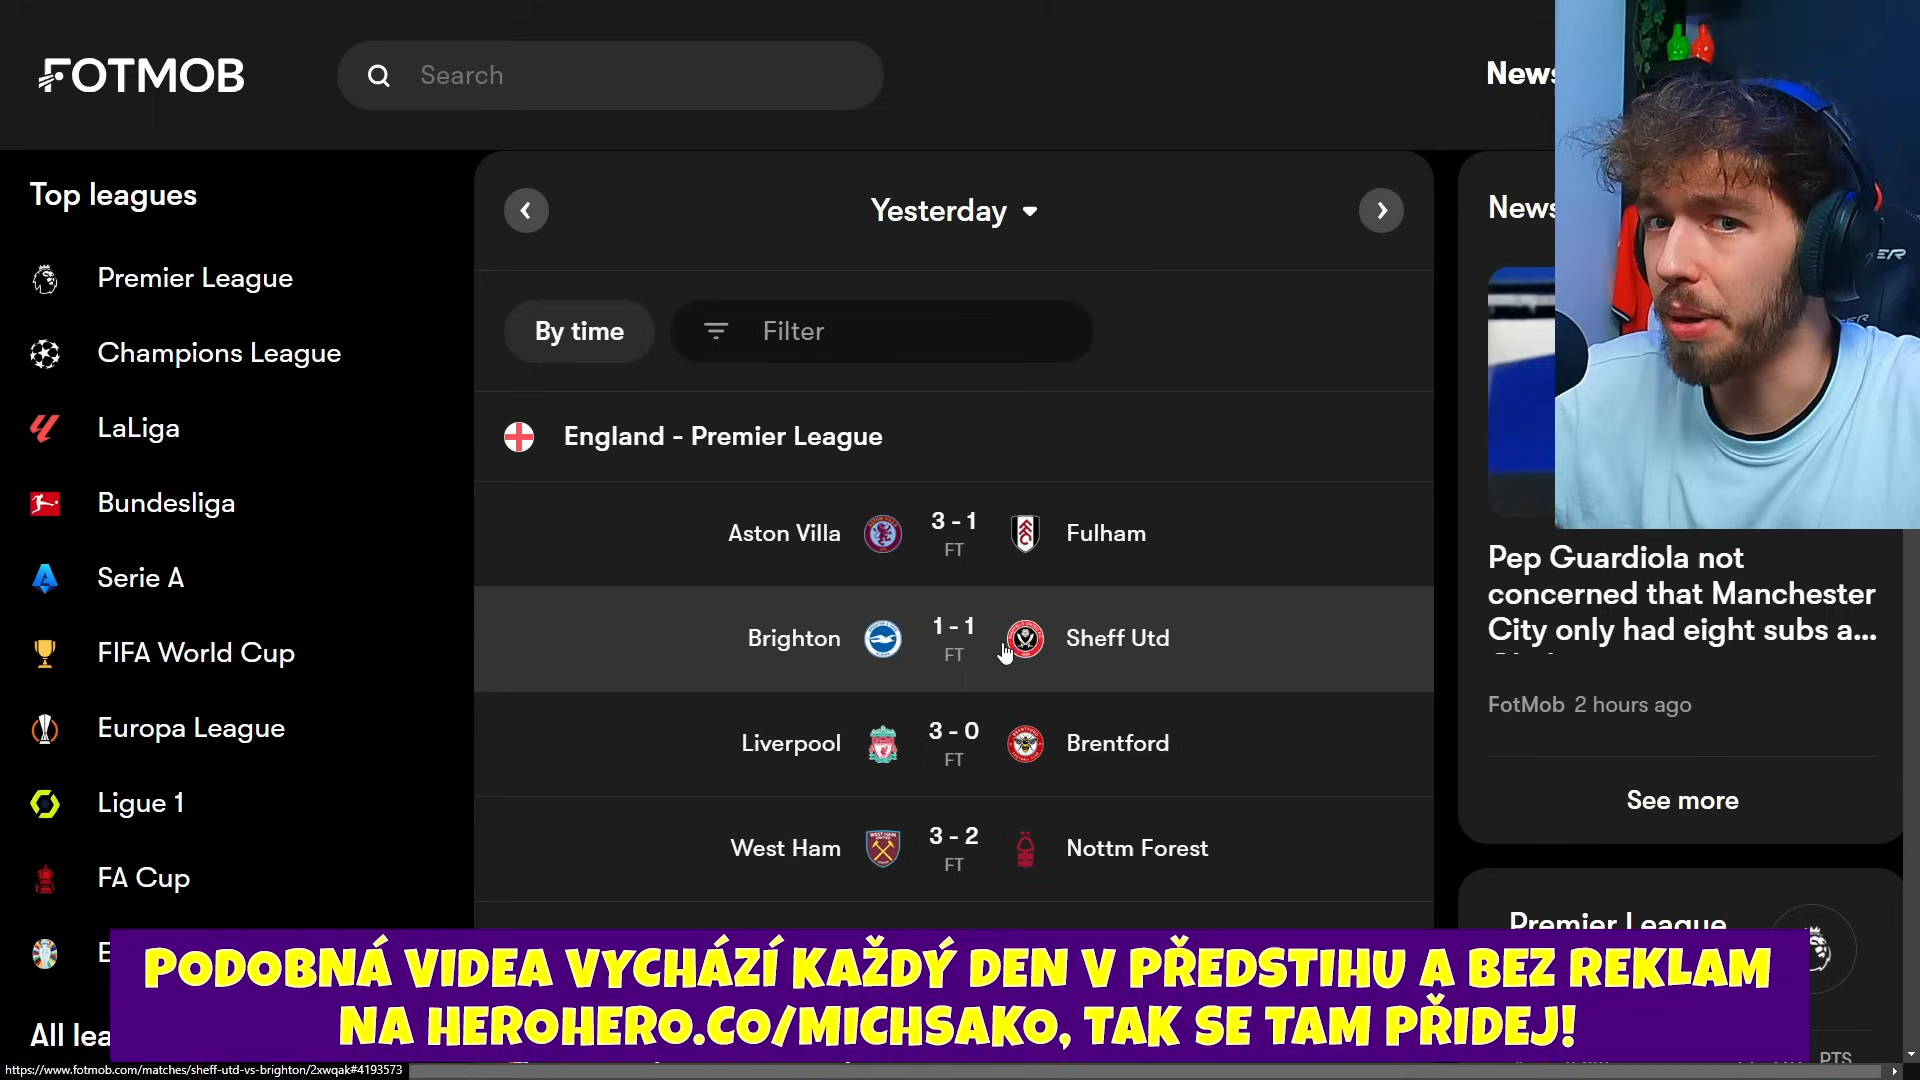 FOTMOB
Search
News
Top leagues
Premier League
Champions League
LaLiga
Bundesliga
Serie A
FIFA World Cup
Europa League
Ligue 1
FA Cup
All lea
Yesterday
By time
Filter
England - Premier League
Aston Villa 3 - 1 Fulham
FT
Brighton 1 - 1 Sheff Utd
FT
Liverpool 3 - 0 Brentford
FT
West Ham 3 - 2 Nottm Forest
FT
News
Pep Guardiola not
concerned that Manchester
City only had eight subs a...
FotMob 2 hours ago
See more
Premier League
PTS
PODOBNÁ VIDEA VYCHÁZÍ KAŽDÝ DEN V PŘEDSTIHU A BEZ REKLAM
NA HEROHERO.CO/MICHSAKO, TAK SE TAM PŘIDEJ!
https://www.fotmob.com/matches/sheff-utd-vs-brighton/2xwqak#4193573